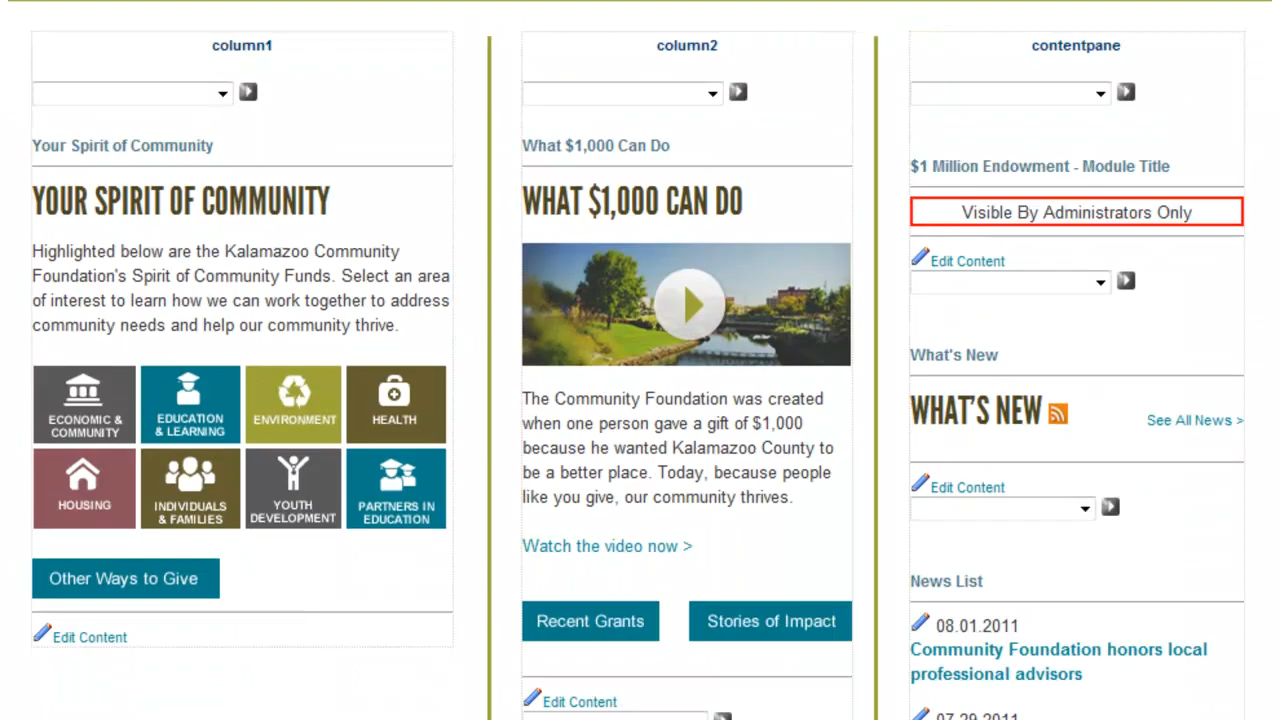 column1
Your Spirit of Community
YOUR SPIRIT OF COMMUNITY
Highlighted below are the Kalamazoo Community
Foundation's Spirit of Community Funds. Select an area
of interest to learn how we can work together to address
community needs and help our community thrive.
ECONOMIC &
COMMUNITY
EDUCATION
& LEARNING
ENVIRONMENT
HEALTH
HOUSING
INDIVIDUALS
& FAMILIES
YOUTH
DEVELOPMENT
PARTNERS IN
EDUCATION
Other Ways to Give
Edit Content
column2
What $1,000 Can Do
WHAT $1,000 CAN DO
The Community Foundation was created
when one person gave a gift of $1,000
because he wanted Kalamazoo County to
be a better place. Today, because people
like you give, our community thrives.
Watch the video now >
Recent Grants
Stories of Impact
Edit Content
contentpane
$1 Million Endowment - Module Title
Visible By Administrators Only
Edit Content
What's New
WHAT'S NEW
See All News >
Edit Content
News List
08.01.2011
Community Foundation honors local
professional advisors
07.29.2011